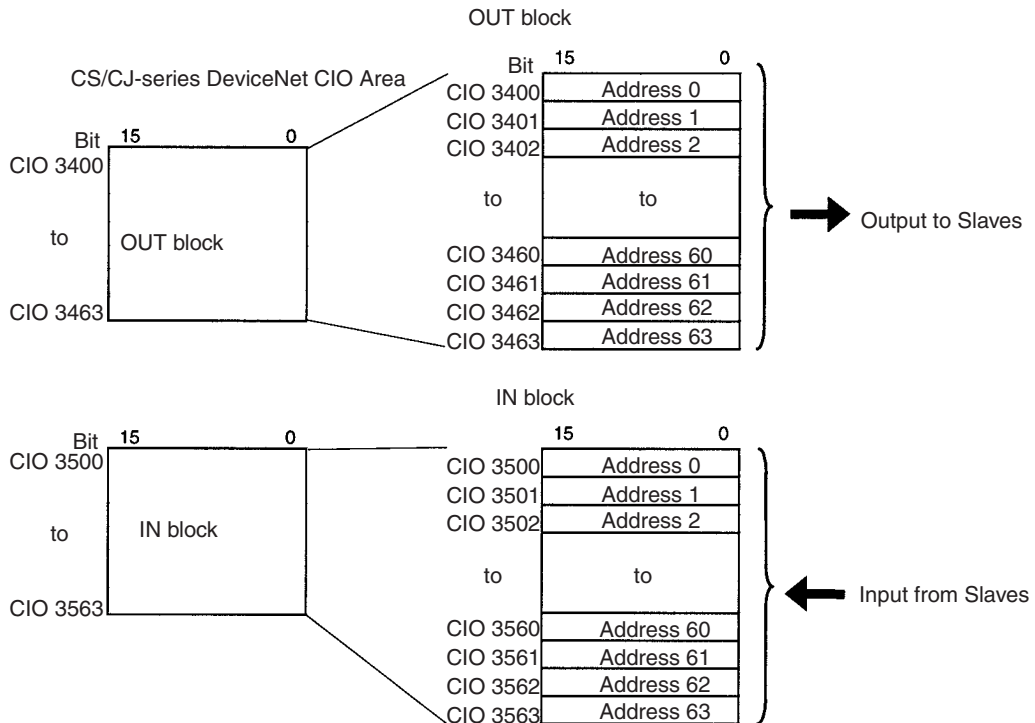 OUT block
CS/CJ-series DeviceNet CIO Area
Bit 15 0
CIO 3400
to
CIO 3463
OUT block
Bit 15 0
CIO 3400 Address 0
CIO 3401 Address 1
CIO 3402 Address 2
to to
CIO 3460 Address 60
CIO 3461 Address 61
CIO 3462 Address 62
CIO 3463 Address 63
Output to Slaves
IN block
Bit 15 0
CIO 3500
to
CIO 3563
IN block
15 0
CIO 3500 Address 0
CIO 3501 Address 1
CIO 3502 Address 2
to to
CIO 3560 Address 60
CIO 3561 Address 61
CIO 3562 Address 62
CIO 3563 Address 63
Input from Slaves